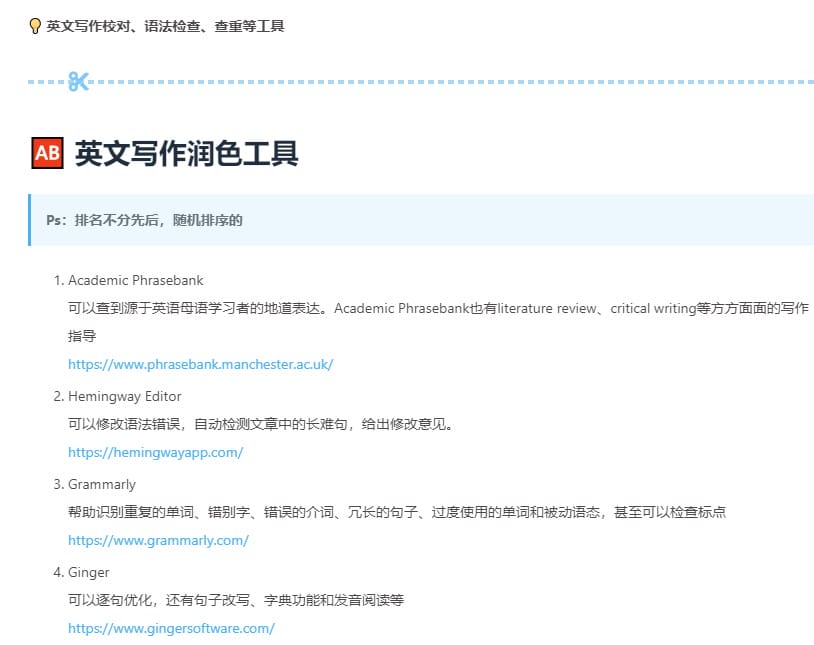 💡 英文写作校对、语法检查、查重等工具
AB 英文写作润色工具
Ps：排名不分先后，随机排序的
1. Academic Phrasebank
可以查到源于英语母语学习者的地道表达。Academic Phrasebank也有literature review、critical writing等方方面面的写作
指导
https://www.phrasebank.manchester.ac.uk/
2. Hemingway Editor
可以修改语法错误，自动检测文章中的长难句，给出修改意见。
https://hemingwayapp.com/
3. Grammarly
帮助识别重复的单词、错别字、错误的介词、冗长的句子、过度使用的单词和被动语态，甚至可以检查标点
https://www.grammarly.com/
4. Ginger
可以逐句优化，还有句子改写、字典功能和发音阅读等
https://www.gingersoftware.com/